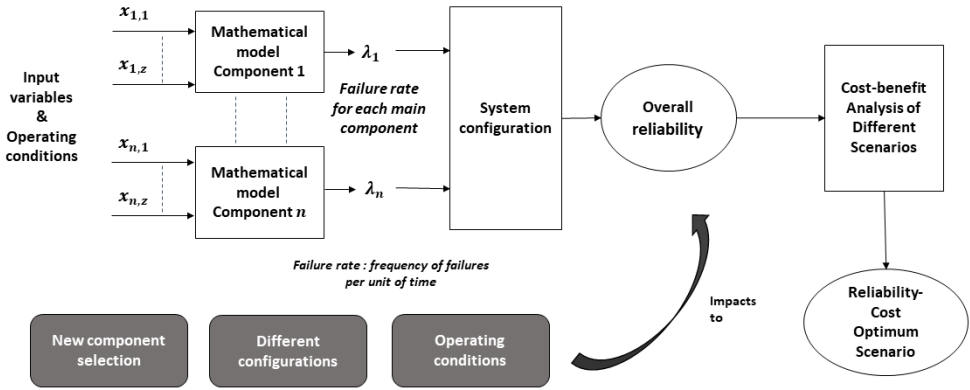 x1,1
x1,z
Input
variables
&
Operating
conditions
xn,1
xn,z
Mathematical
model
Component 1
Mathematical
model
Component n
λ1
Failure rate
for each main
component
λn
System
configuration
Overall
reliability
Cost-benefit
Analysis of
Different
Scenarios
Failure rate : frequency of failures
per unit of time
Impacts
to
Reliability-
Cost
Optimum
Scenario
New component
selection
Different
configurations
Operating
conditions